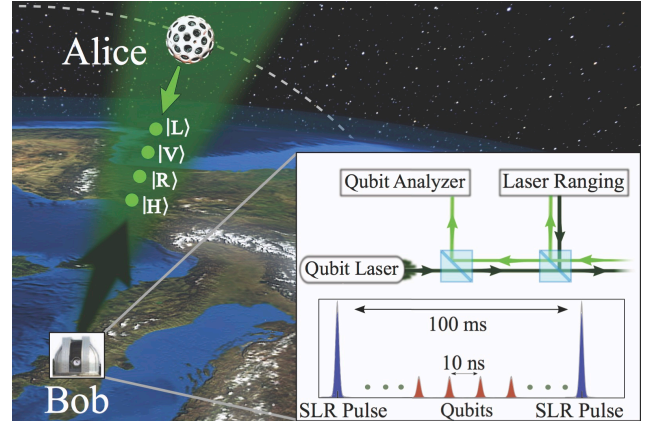 Alice
|L⟩
|V⟩
|R⟩
|H⟩
Bob
Qubit Analyzer
Laser Ranging
Qubit Laser
100 ms
10 ns
SLR Pulse
Qubits
SLR Pulse